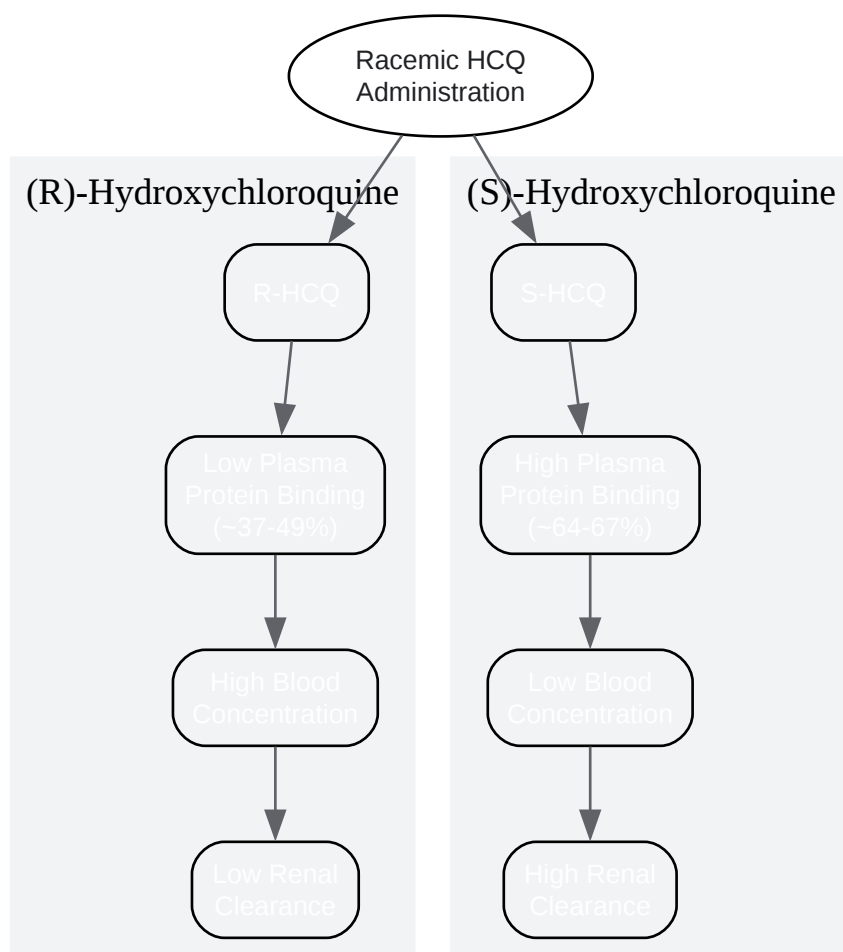 Racemic HCQ
Administration
(R)-Hydroxychloroquine
R-HCQ
Low Plasma
Protein Binding
(~37-49%)
High Blood
Concentration
Low Renal
Clearance
(S)-Hydroxychloroquine
S-HCQ
High Plasma
Protein Binding
(~64-67%)
Low Blood
Concentration
High Renal
Clearance